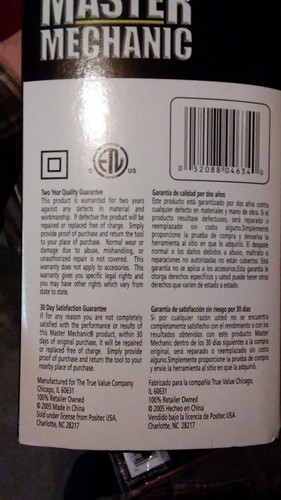 MASTER
MECHANIC
0 52088 04634 0
C ETL US
Two Year Quality Guarantee
This product is warranted for two years
against any defects in material and
workmanship. If defective the product will be
repaired or replaced free of charge. Simply
provide proof of purchase and return the tool
to your place of purchase. Normal wear or
damage due to abuse, mishandling, or
unauthorized repair is not covered. This
warranty does not apply to accessories. This
warranty gives you specific legal rights and
you may have other rights which vary from
state to state.
30 Day Satisfaction Guarantee
If for any reason you are not completely
satisfied with the performance or results of
this Master Mechanic® product, within 30
days of original purchase, it will be repaired
or replaced free of charge. Simply provide
proof of purchase and return the tool to your
nearby place of purchase.
Manufactured for The True Value Company
Chicago, IL 60631
100% Retailer Owned
© 2005 Made in China
Sold under license from Positec USA,
Charlotte, NC 28217
Garantía de calidad por dos años
Este producto está garantizado por dos años contra
cualquier defecto en materiales y mano de obra. Si el
producto resultase defectuoso, será reparado o
reemplazado sin costo alguno.Simplemente
proporcione la prueba de compra y devuelva la
herramienta al sitio en que la adquirió. El desgaste
normal o los daños debidos a abuso, maltrato o
reparaciones no autorizadas no están cubiertos. Esta
garantía no se aplica a los accesorios.Esta garantía le
otorga derechos específicos y usted puede tener otros
derechos que varíen de estado a estado.
Garantía de satisfacción sin riesgo por 30 días
Si por cualquier razón usted no se encuentra
completamente satisfecho con el rendimiento o con los
resultados obtenidos con este producto Master
Mechanic dentro de los 30 días siguientes a la compra
original, será reparado o reemplazado sin costo
alguno.Simplemente proporcione la prueba de compra
y envíe la herramienta al sitio en que la adquirió.
Fabricado para la compañía True Value Chicago,
IL 60631
100% Retailer Owned
© 2005 Hecho en China
Vendido bajo la licencia de Positec USA,
Charlotte, NC 28217